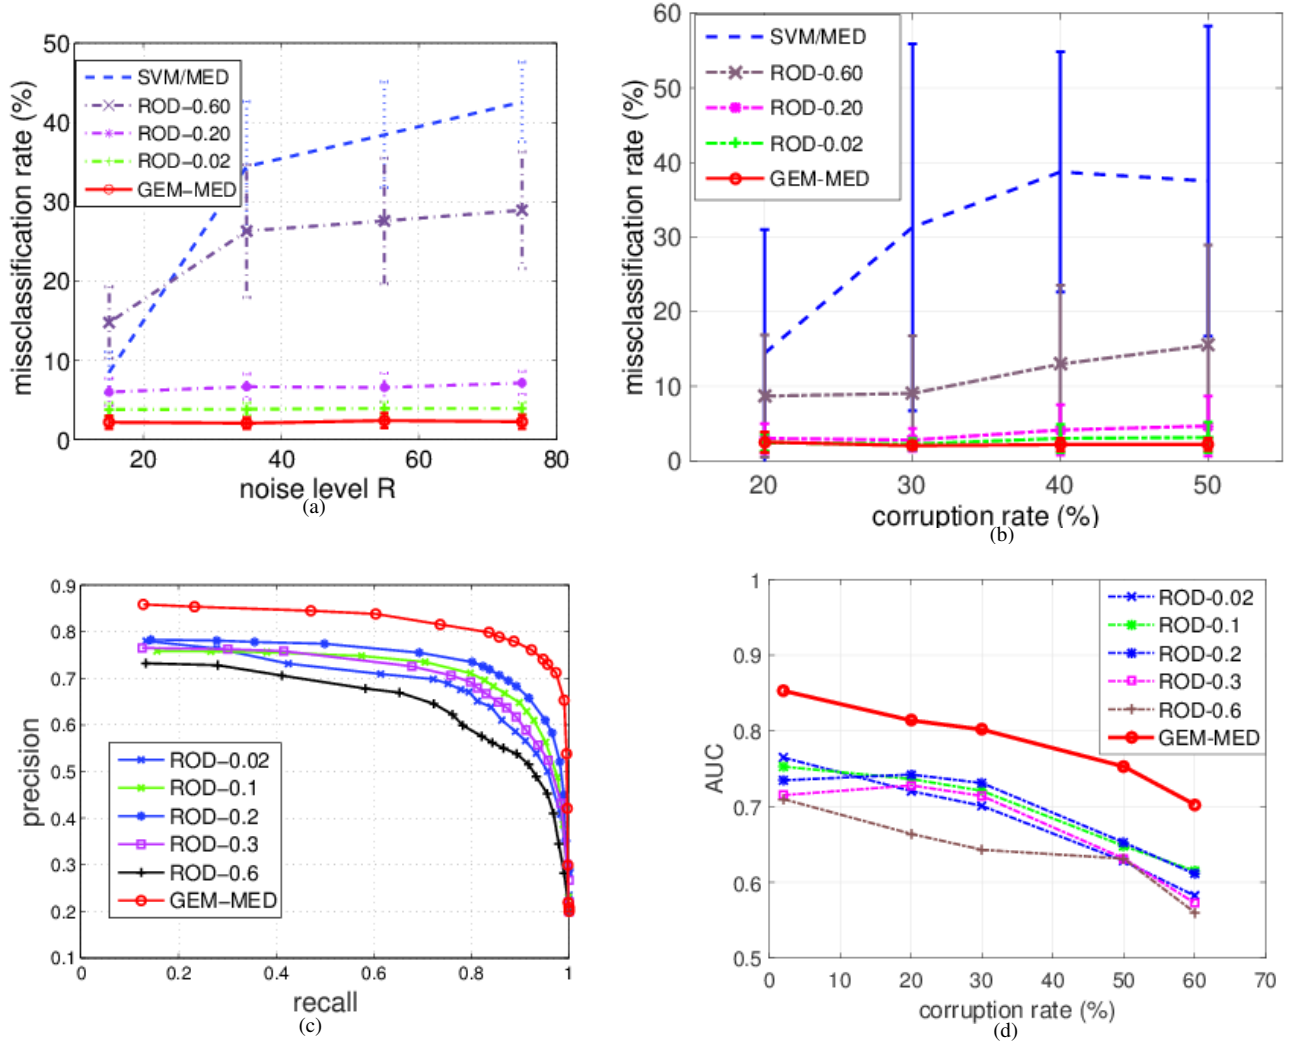 50
40
30
20
10
0
20
40
60
80
missclassification rate (%)
noise level R
SVM/MED
ROD-0.60
ROD-0.20
ROD-0.02
GEM-MED
(a)
60
50
40
30
20
10
0
20
30
40
50
missclassification rate (%)
corruption rate (%)
SVM/MED
ROD-0.60
ROD-0.20
ROD-0.02
GEM-MED
(b)
0.9
0.8
0.7
0.6
0.5
0.4
0.3
0.2
0.1
0
0.2
0.4
0.6
0.8
1
precision
recall
ROD-0.02
ROD-0.1
ROD-0.2
ROD-0.3
ROD-0.6
GEM-MED
(c)
1
0.9
0.8
0.7
0.6
0.5
0
10
20
30
40
50
60
70
AUC
corruption rate (%)
ROD-0.02
ROD-0.1
ROD-0.2
ROD-0.3
ROD-0.6
GEM-MED
(d)